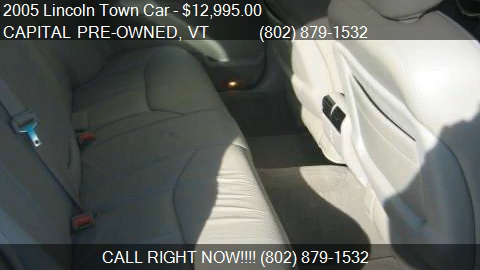 2005 Lincoln Town Car - $12,995.00
CAPITAL PRE-OWNED, VT (802) 879-1532
CALL RIGHT NOW!!!! (802) 879-1532